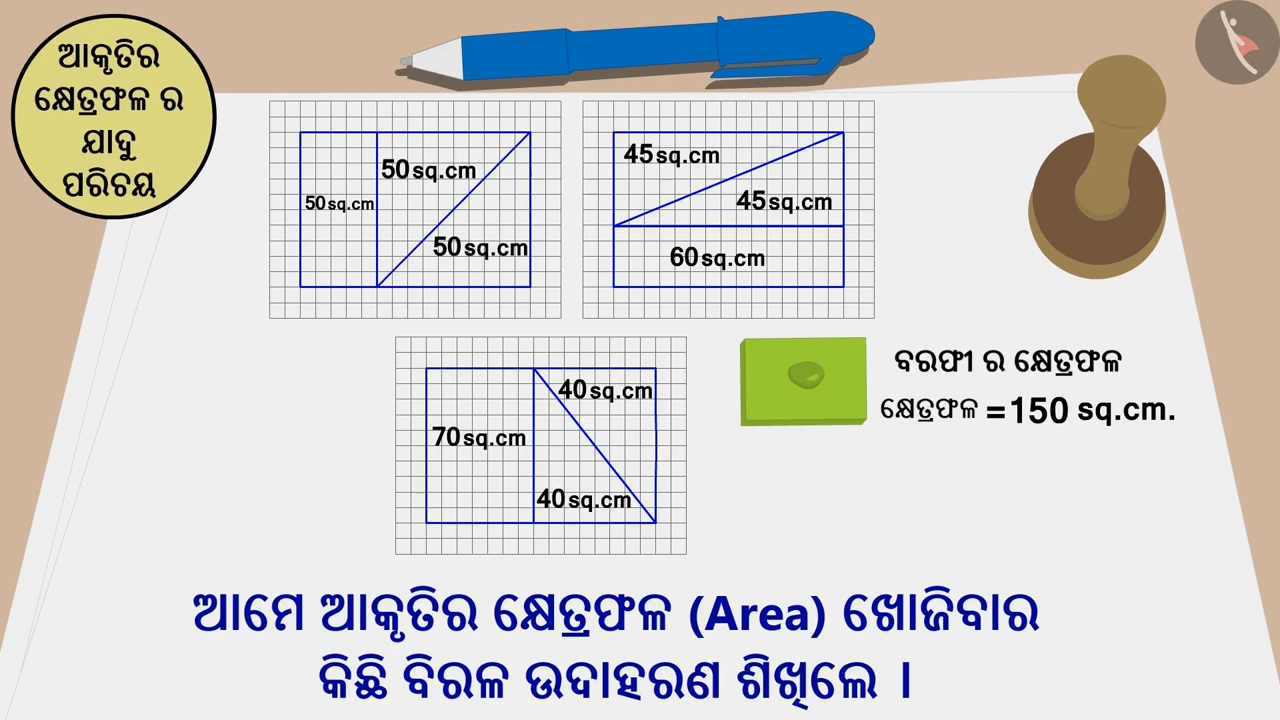 ଆକୃତିର
କ୍ଷେତ୍ରଫଳ ର
ଯାଦୁ
ପରିଚୟ
50sq.cm
50sq.cm
50sq.cm
45sq.cm
45sq.cm
60sq.cm
40sq.cm
70sq.cm
40sq.cm
ବରଫୀ ର କ୍ଷେତ୍ରଫଳ
କ୍ଷେତ୍ରଫଳ =150 sq.cm.
ଆମେ ଆକୃତିର କ୍ଷେତ୍ରଫଳ (Area) ଖୋଜିବାର
କିଛି ବିରଳ ଉଦାହରଣ ଶିଖିଲେ ।